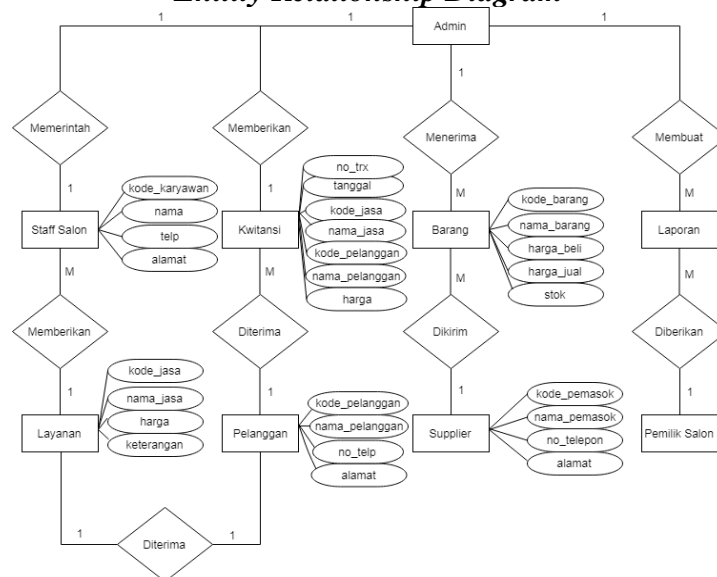 Entity Relationship Diagram
1
1
Admin
1
1
Memerintah
Memberikan
Menerima
Membuat
1
1
M
M
Staff Salon
kode_karyawan
nama
telp
alamat
Kwitansi
no_trx
tanggal
kode_jasa
nama_jasa
kode_pelanggan
nama_pelanggan
harga
Barang
kode_barang
nama_barang
harga_beli
harga_jual
stok
Laporan
M
M
M
M
Memberikan
Diterima
Dikirim
Diberikan
1
1
1
1
Layanan
kode_jasa
nama_jasa
harga
keterangan
Pelanggan
kode_pelanggan
nama_pelanggan
no_telp
alamat
Supplier
kode_pemasok
nama_pemasok
no_telepon
alamat
Pemilik Salon
1
1
Diterima